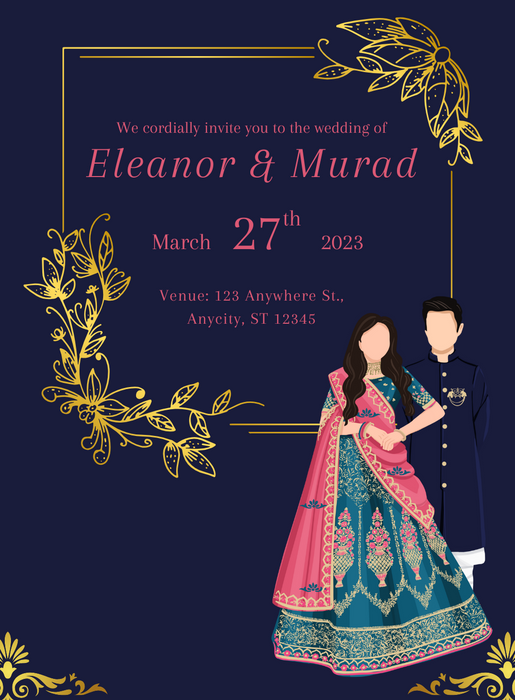 We cordially invite you to the wedding of
Eleanor & Murad
March 27th 2023
Venue: 123 Anywhere St.,
Anycity, ST 12345